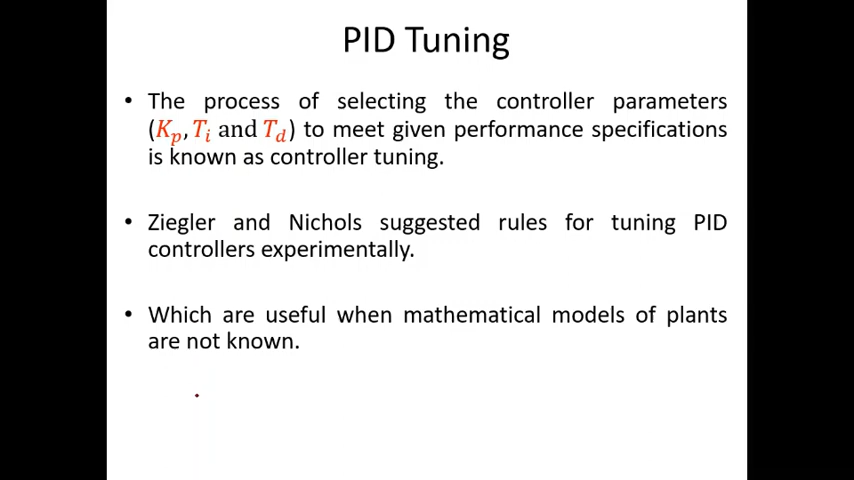 PID Tuning
• The process of selecting the controller parameters
(Kₚ, Tᵢ and T_d) to meet given performance specifications
is known as controller tuning.
• Ziegler and Nichols suggested rules for tuning PID
controllers experimentally.
• Which are useful when mathematical models of plants
are not known.